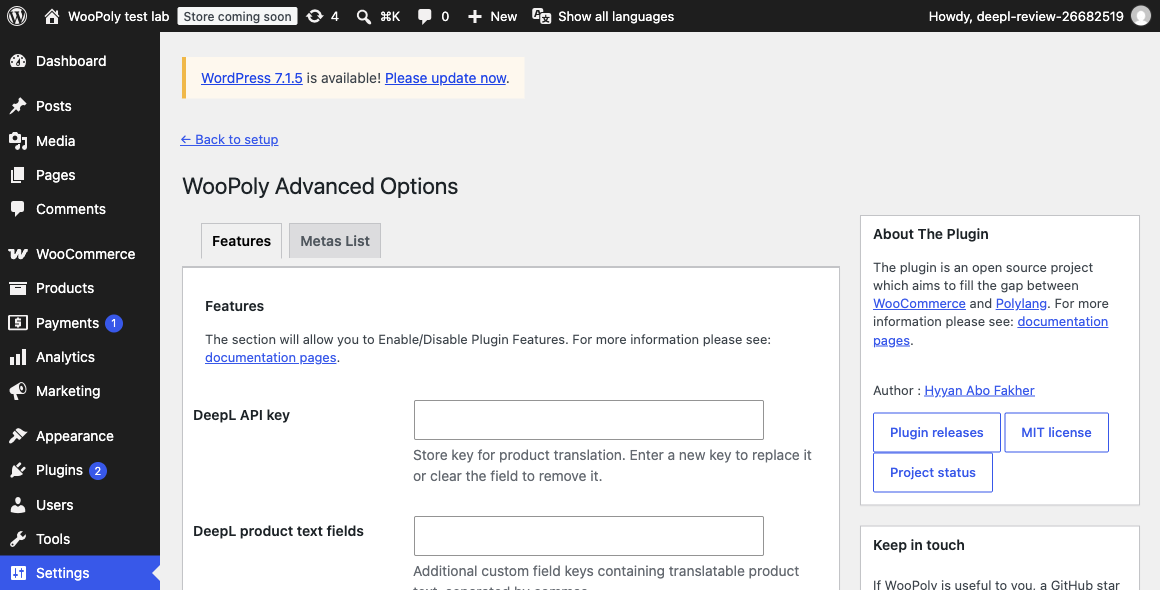 WooPoly test lab Store coming soon 4 ⌘K 0 New Show all languages Howdy, deepl-review-26682519
Dashboard
Posts
Media
Pages
Comments
WooCommerce
Products
Payments 1
Analytics
Marketing
Appearance
Plugins 2
Users
Tools
Settings
WordPress 7.1.5 is available! Please update now.
← Back to setup
WooPoly Advanced Options
Features Metas List
Features
The section will allow you to Enable/Disable Plugin Features. For more information please see:
documentation pages.
DeepL API key
Store key for product translation. Enter a new key to replace it
or clear the field to remove it.
DeepL product text fields
Additional custom field keys containing translatable product
text, separated by commas.
About The Plugin
The plugin is an open source project
which aims to fill the gap between
WooCommerce and Polylang. For more
information please see: documentation
pages.
Author : Hyyan Abo Fakher
Plugin releases MIT license
Project status
Keep in touch
If WooPoly is useful to you, a GitHub star